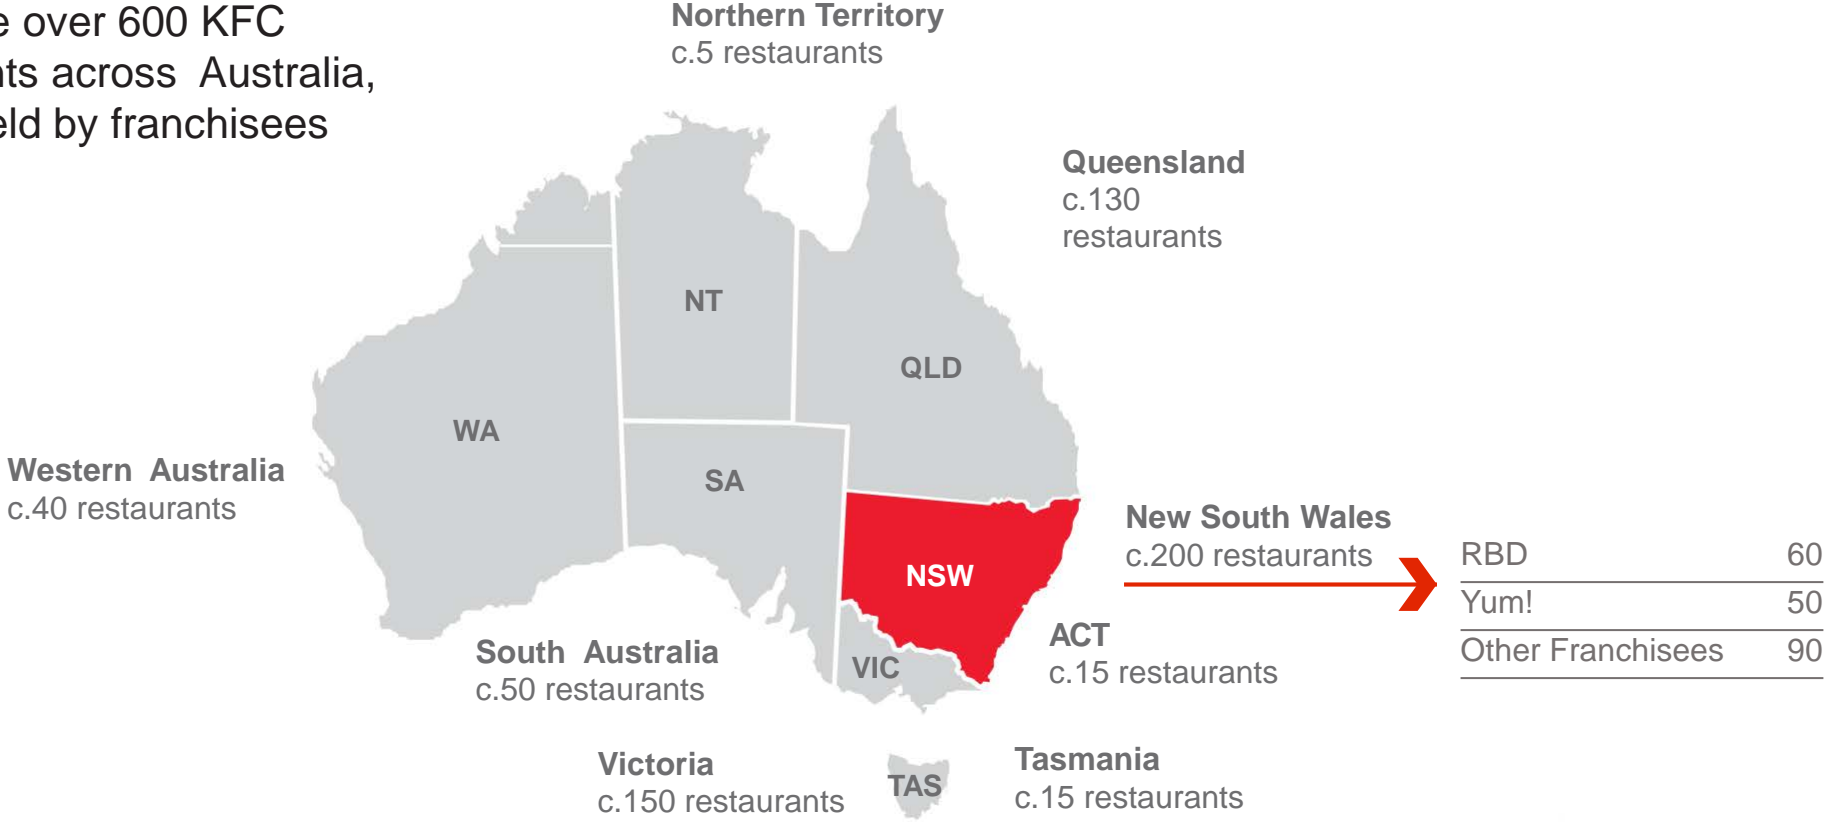 e over 600 KFC
nts across Australia,
eld by franchisees
Northern Territory
c.5 restaurants
Queensland
c.130
restaurants
NT
QLD
WA
SA
Western Australia
c.40 restaurants
NSW
New South Wales
c.200 restaurants
RBD 60
Yum! 50
Other Franchisees 90
ACT
c.15 restaurants
South Australia
c.50 restaurants
VIC
Victoria
c.150 restaurants
TAS
Tasmania
c.15 restaurants